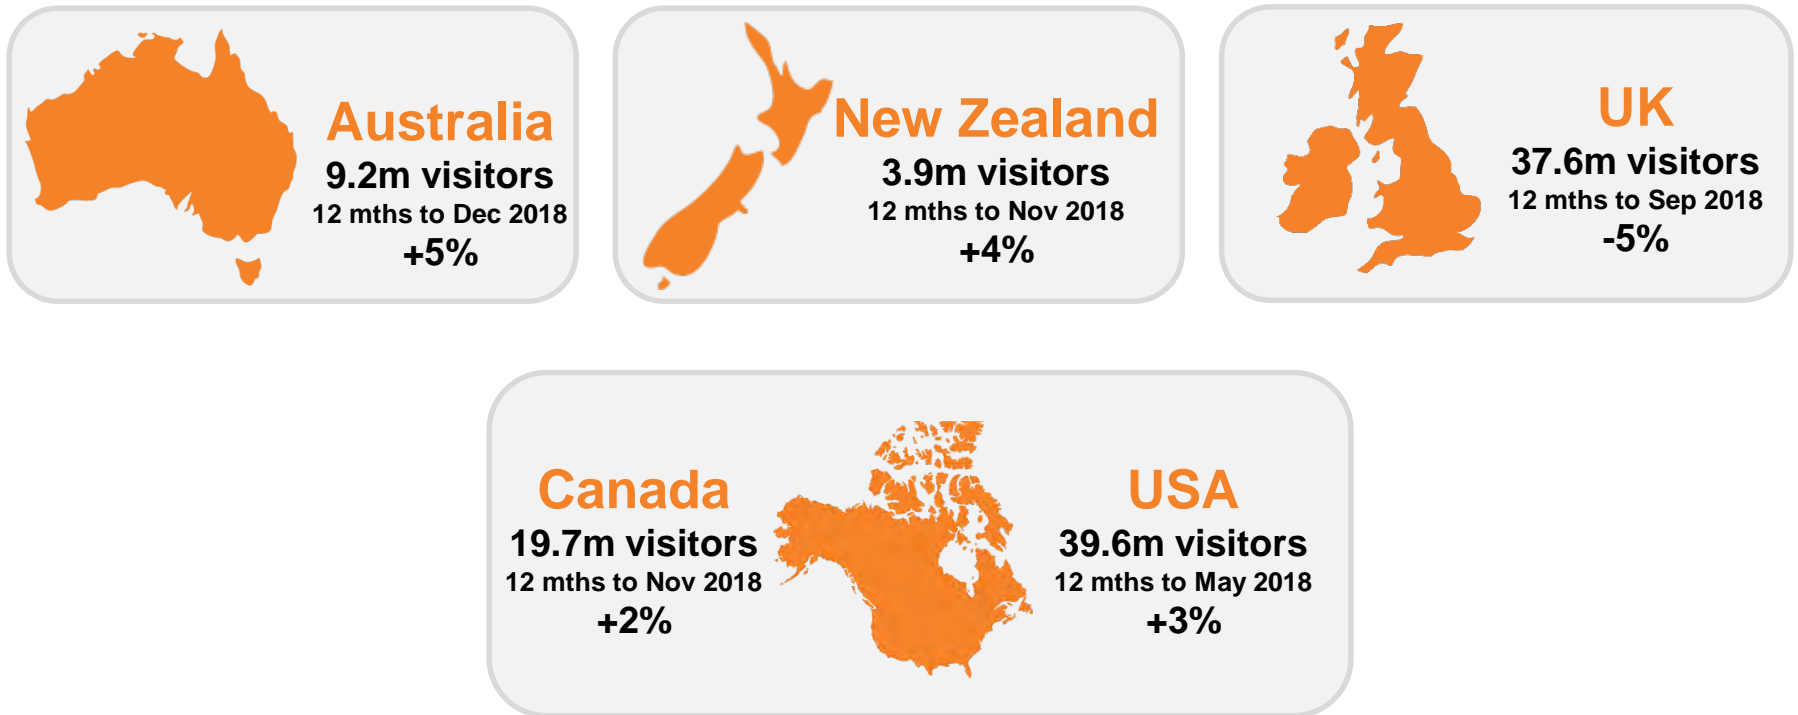 Australia
9.2m visitors
12 mths to Dec 2018
+5%
New Zealand
3.9m visitors
12 mths to Nov 2018
+4%
UK
37.6m visitors
12 mths to Sep 2018
-5%
Canada
19.7m visitors
12 mths to Nov 2018
+2%
USA
39.6m visitors
12 mths to May 2018
+3%